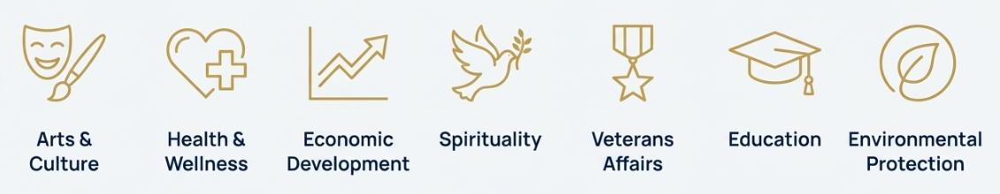 Arts &
Culture
Health &
Wellness
Economic
Development
Spirituality
Veterans
Affairs
Education
Environmental
Protection